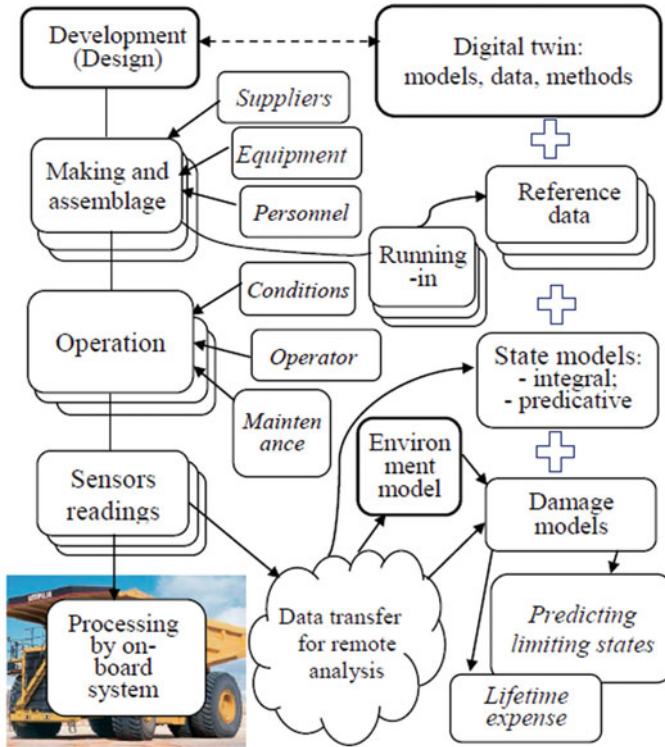 Development
(Design)
Digital twin:
models, data, methods
Suppliers
Equipment
Personnel
Making and
assemblage
Reference
data
Running
-in
Conditions
Operator
Mainten
ance
Operation
State models:
- integral;
- predicative
Environ
ment
model
Sensors
readings
Damage
models
Processing
by on-
board
system
Data transfer
for remote
analysis
Predicting
limiting states
Lifetime
expense